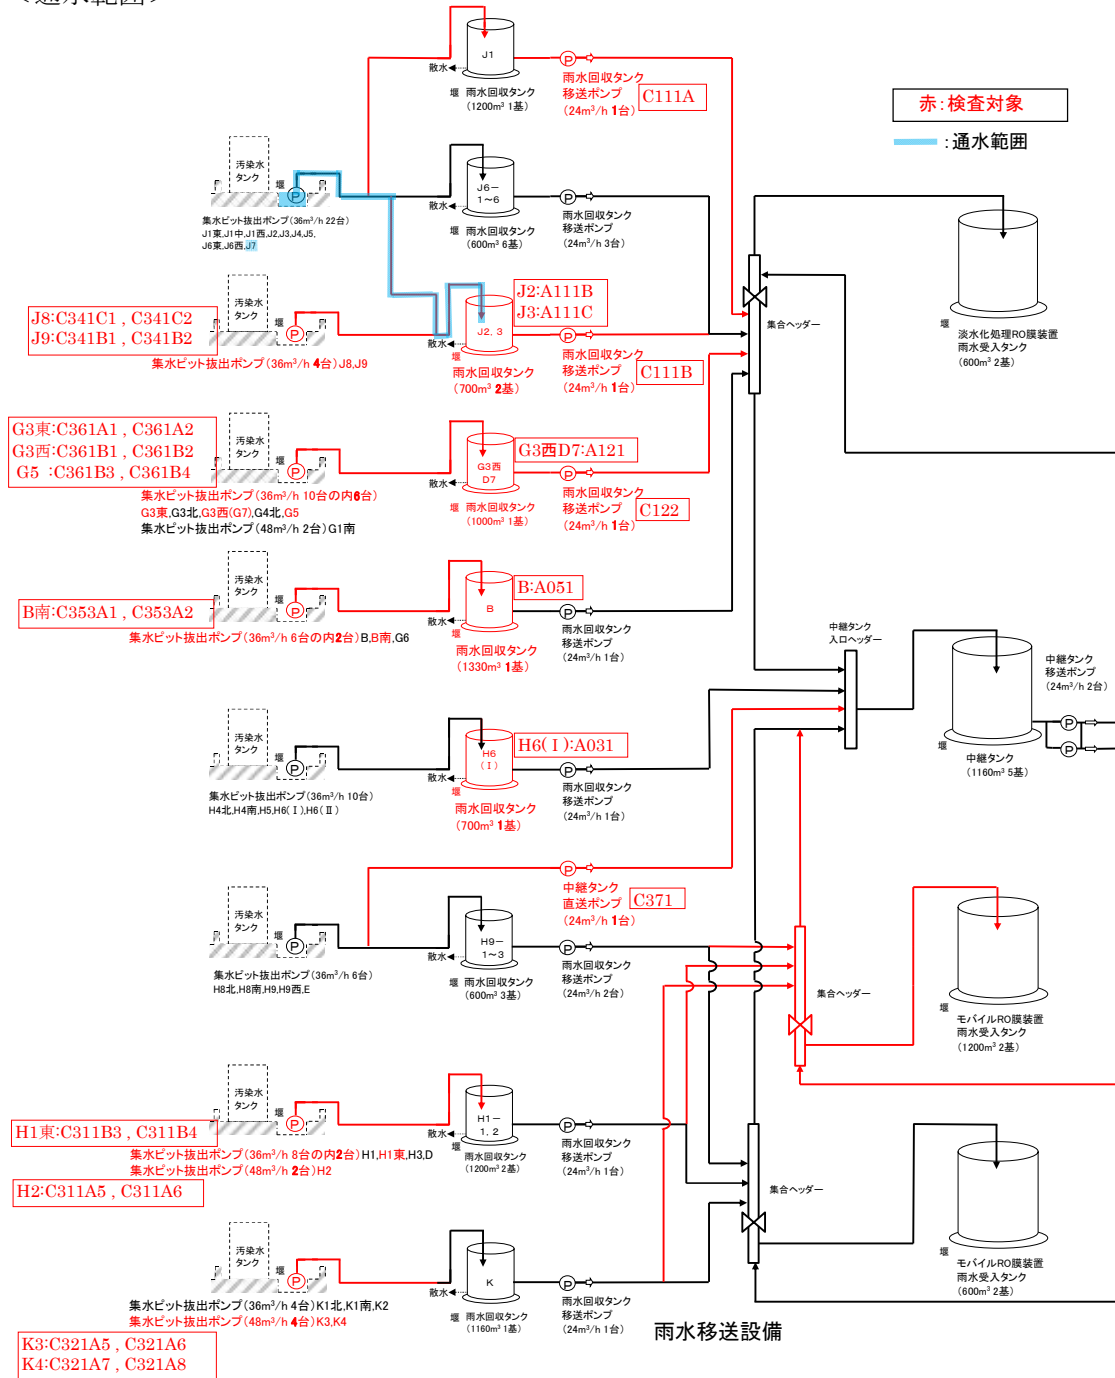 <通水範囲>
J1
散水
堰 雨水回収タンク
(1200m³ 1基)
P
雨水回収タンク
移送ポンプ
(24m³/h 1台)
C111A
赤:検査対象
:通水範囲
汚染水
タンク
堰
P
集水ピット抜出ポンプ(36m³/h 22台)
J1東,J1中,J1西,J2,J3,J4,J5,
J6東,J6西,J7
J6-
1~6
散水
堰 雨水回収タンク
(600m³ 6基)
P
雨水回収タンク
移送ポンプ
(24m³/h 3台)
集合ヘッダー
堰
淡水化処理RO膜装置
雨水受入タンク
(600m³ 2基)
J8:C341C1 , C341C2
J9:C341B1 , C341B2
汚染水
タンク
堰
P
集水ピット抜出ポンプ(36m³/h 4台)J8,J9
J2, 3
散水
堰
雨水回収タンク
(700m³ 2基)
J2:A111B
J3:A111C
P
雨水回収タンク
移送ポンプ
(24m³/h 1台)
C111B
G3東:C361A1 , C361A2
G3西:C361B1 , C361B2
G5 :C361B3 , C361B4
汚染水
タンク
堰
P
集水ピット抜出ポンプ(36m³/h 10台の内6台)
G3東,G3北,G3西(G7),G4北,G5
集水ピット抜出ポンプ(48m³/h 2台)G1南
G3西
D7
散水
堰 雨水回収タンク
(1000m³ 1基)
G3西D7:A121
P
雨水回収タンク
移送ポンプ
(24m³/h 1台)
C122
B南:C353A1 , C353A2
汚染水
タンク
堰
P
集水ピット抜出ポンプ(36m³/h 6台の内2台)B,B南,G6
B
散水
堰
雨水回収タンク
(1330m³ 1基)
B:A051
P
雨水回収タンク
移送ポンプ
(24m³/h 1台)
中継タンク
入口ヘッダー
堰
中継タンク
(1160m³ 5基)
中継タンク
移送ポンプ
(24m³/h 2台)
P
P
汚染水
タンク
堰
P
集水ピット抜出ポンプ(36m³/h 10台)
H4北,H4南,H5,H6(Ⅰ),H6(Ⅱ)
H6
(Ⅰ)
散水
堰
雨水回収タンク
(700m³ 1基)
H6(Ⅰ):A031
P
雨水回収タンク
移送ポンプ
(24m³/h 1台)
P
中継タンク
直送ポンプ
(24m³/h 1台)
C371
汚染水
タンク
堰
P
集水ピット抜出ポンプ(36m³/h 6台)
H8北,H8南,H9,H9西,E
H9-
1~3
散水
堰 雨水回収タンク
(600m³ 3基)
P
雨水回収タンク
移送ポンプ
(24m³/h 2台)
集合ヘッダー
堰
モバイルRO膜装置
雨水受入タンク
(1200m³ 2基)
H1東:C311B3 , C311B4
汚染水
タンク
堰
P
集水ピット抜出ポンプ(36m³/h 8台の内2台)H1,H1東,H3,D
集水ピット抜出ポンプ(48m³/h 2台)H2
H2:C311A5 , C311A6
H1-
1, 2
散水
堰
雨水回収タンク
(1200m³ 2基)
P
雨水回収タンク
移送ポンプ
(24m³/h 1台)
集合ヘッダー
堰
モバイルRO膜装置
雨水受入タンク
(600m³ 2基)
汚染水
タンク
堰
P
集水ピット抜出ポンプ(36m³/h 4台)K1北,K1南,K2
集水ピット抜出ポンプ(48m³/h 4台)K3,K4
K3:C321A5 , C321A6
K4:C321A7 , C321A8
K
散水
堰 雨水回収タンク
(1160m³ 1基)
P
雨水回収タンク
移送ポンプ
(24m³/h 1台)
雨水移送設備